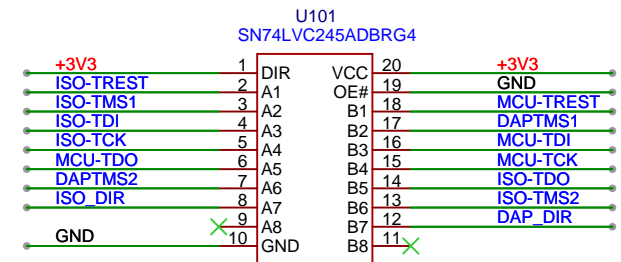 U101
SN74LVC245ADBRG4
+3V3 1 DIR VCC 20 +3V3
ISO-TREST 2 A1 OE# 19 GND
ISO-TMS1 3 A2 B1 18 MCU-TREST
ISO-TDI 4 A3 B2 17 DAPTMS1
ISO-TCK 5 A4 B3 16 MCU-TDI
MCU-TDO 6 A5 B4 15 MCU-TCK
DAPTMS2 7 A6 B5 14 ISO-TDO
ISO_DIR 8 A7 B6 13 ISO-TMS2
9 A8 B7 12 DAP_DIR
GND 10 GND B8 11